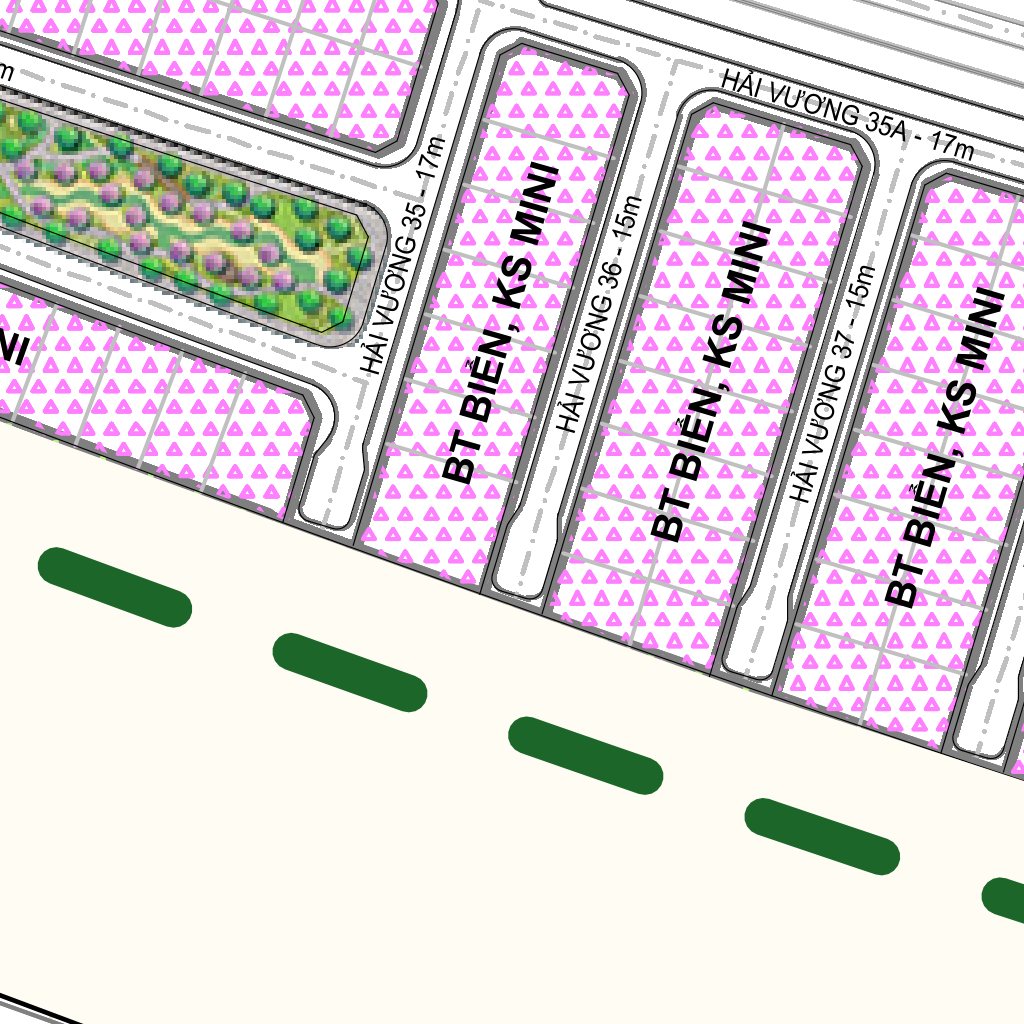 HẢI VƯƠNG 35A - 17m
HẢI VƯƠNG 35 - 17m
BT BIỂN, KS MINI
HẢI VƯƠNG 36 - 15m
BT BIỂN, KS MINI
HẢI VƯƠNG 37 - 15m
BT BIỂN, KS MINI